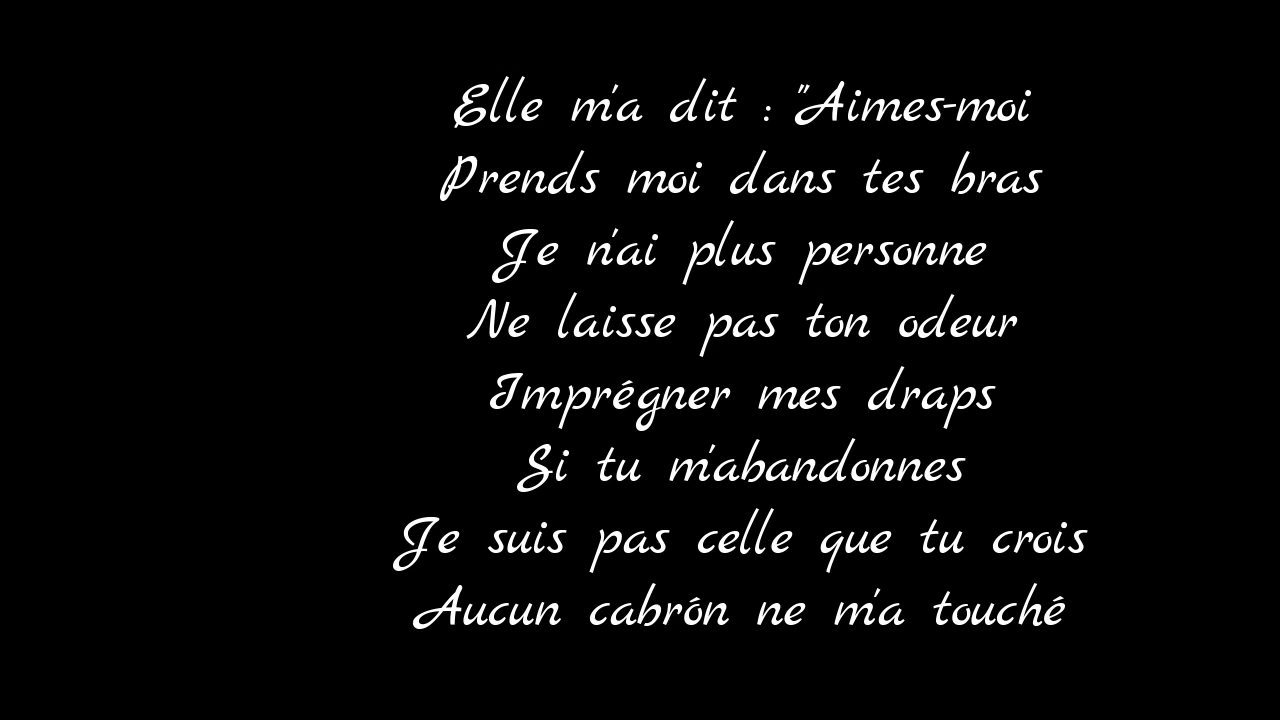 Elle m'a dit : "Aimes-moi
Prends moi dans tes bras
Je n'ai plus personne
Ne laisse pas ton odeur
Imprégner mes draps
Si tu m'abandonnes
Je suis pas celle que tu crois
Aucun cabrón ne m'a touché